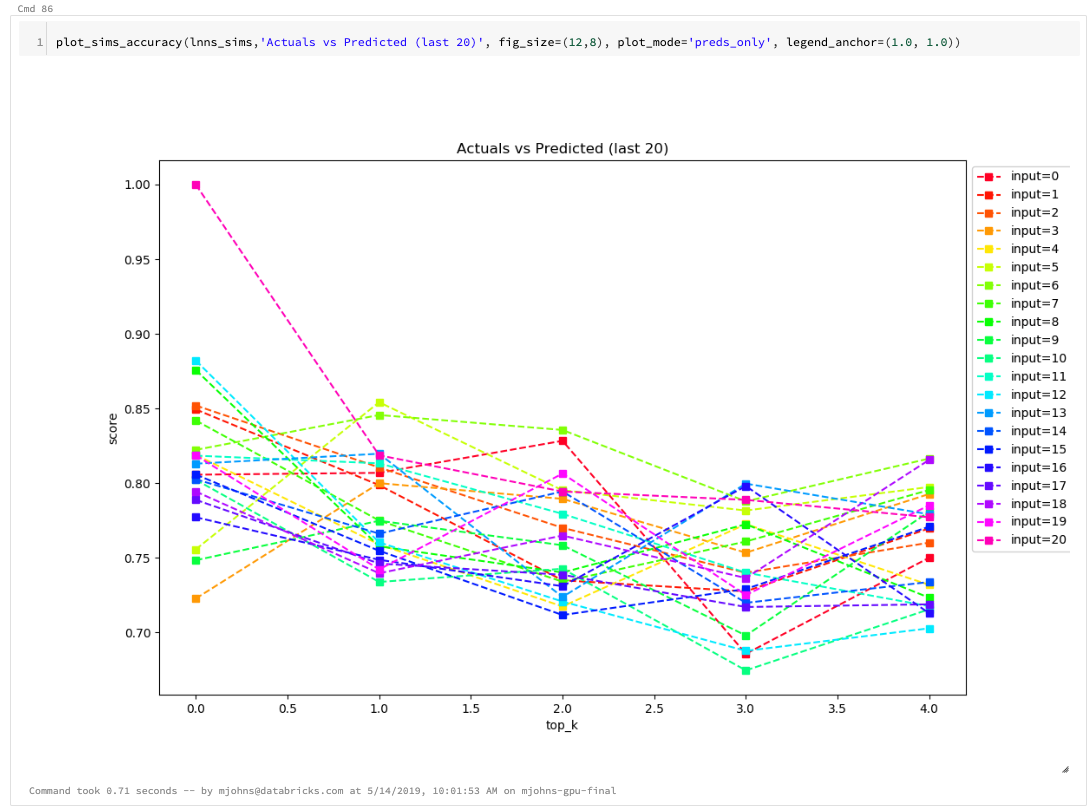 Cmd 86
1 plot_sims_accuracy(lnns_sims,'Actuals vs Predicted (last 20)', fig_size=(12,8), plot_mode='preds_only', legend_anchor=(1.0, 1.0))
Actuals vs Predicted (last 20)
1.00
0.95
0.90
0.85
0.80
0.75
0.70
score
0.0 0.5 1.0 1.5 2.0 2.5 3.0 3.5 4.0
top_k
input=0
input=1
input=2
input=3
input=4
input=5
input=6
input=7
input=8
input=9
input=10
input=11
input=12
input=13
input=14
input=15
input=16
input=17
input=18
input=19
input=20
Command took 0.71 seconds -- by mjohns@databricks.com at 5/14/2019, 10:01:53 AM on mjohns-gpu-final